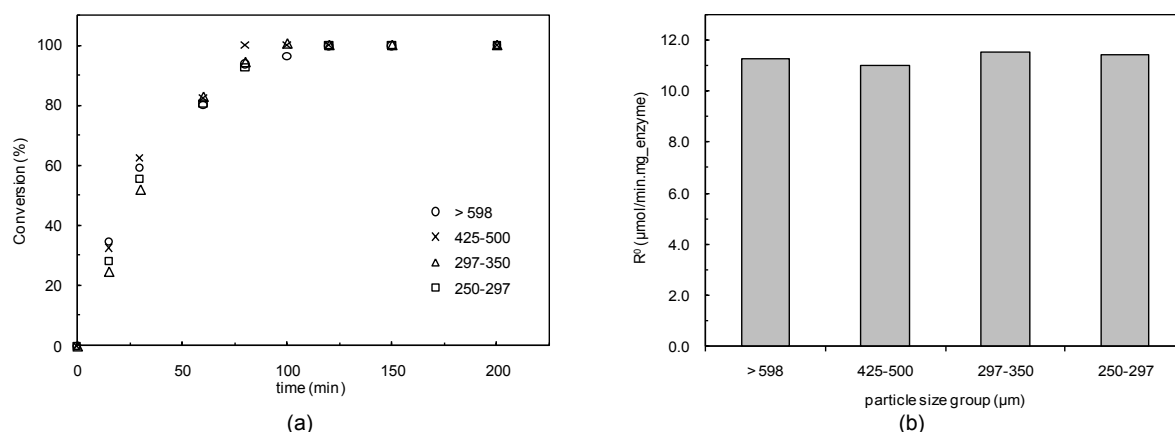 Conversion (%)
100
80
60
40
20
0
0 50 100 150 200
time (min)
> 598
425-500
297-350
250-297
(a)
R⁰ (µmol/min.mg_enzyme)
12.0
10.0
8.0
6.0
4.0
2.0
0.0
> 598 425-500 297-350 250-297
particle size group (µm)
(b)